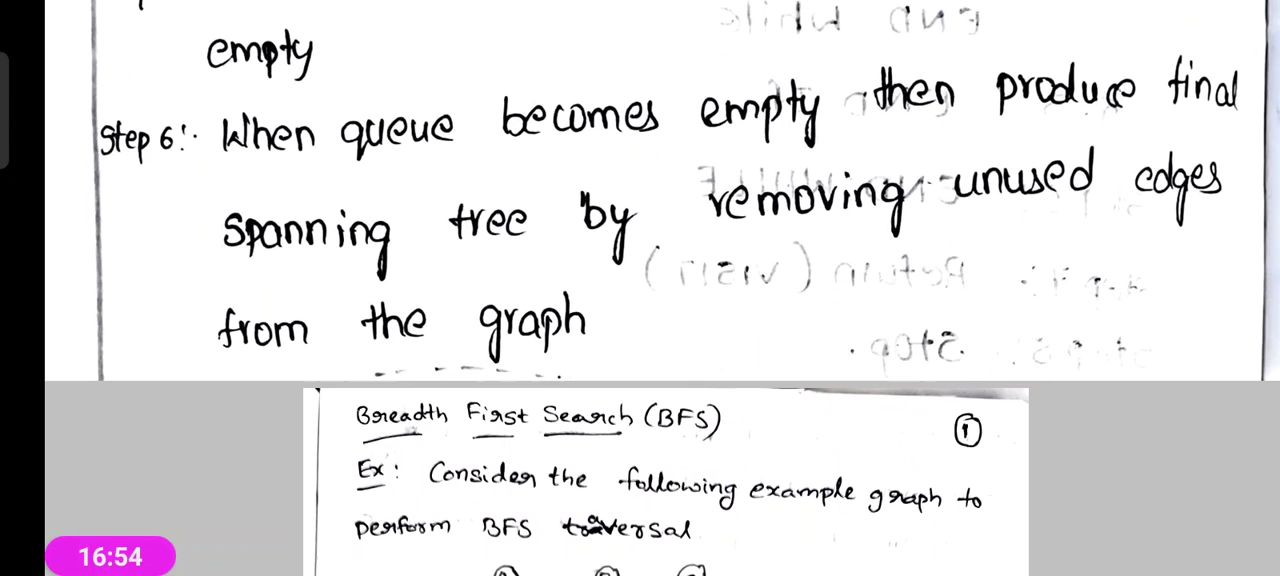 empty
Step 6:. When queue becomes empty then produce final
spanning tree by removing unused edges
from the graph
Breadth First Search (BFS)
1
Ex: Consider the following example graph to
perform BFS traversal
16:54